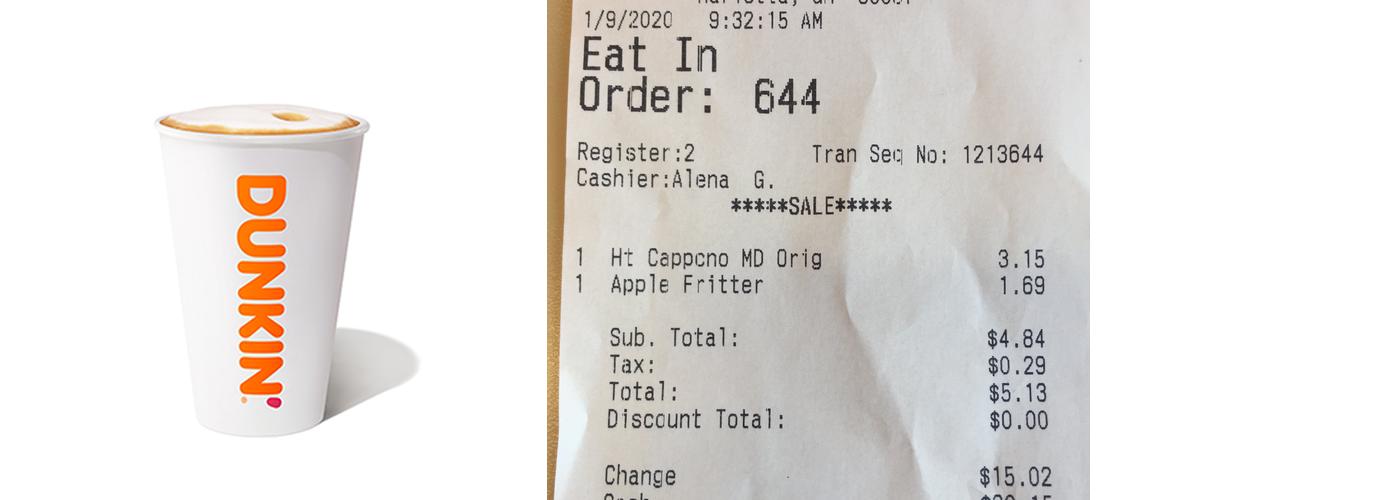 DUNKIN'
1/9/2020 9:32:15 AM
Eat In
Order: 644
Register:2 Tran Seq No: 1213644
Cashier:Alena G.
*****SALE*****
1 Ht Cappcno MD Orig 3.15
1 Apple Fritter 1.69
Sub. Total: $4.84
Tax: $0.29
Total: $5.13
Discount Total: $0.00
Change $15.02